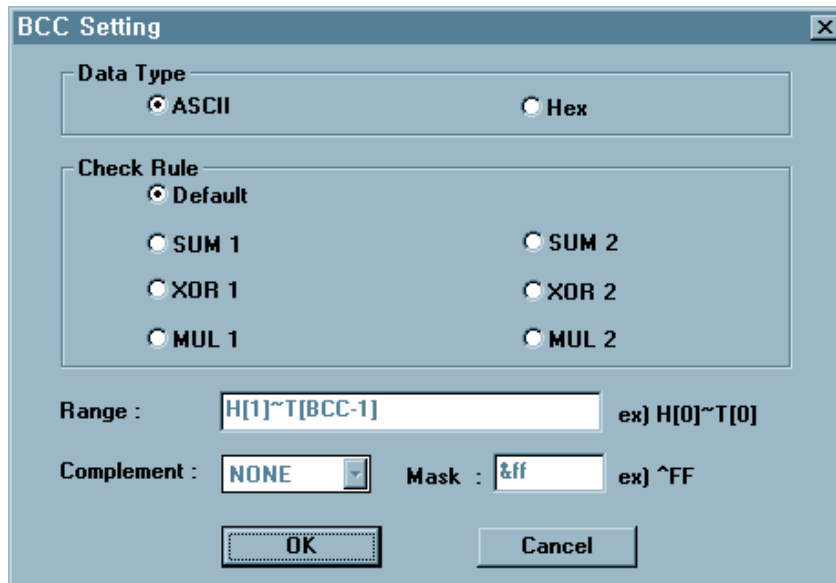 BCC Setting
Data Type
ASCII Hex
Check Rule
Default
SUM 1 SUM 2
XOR 1 XOR 2
MUL 1 MUL 2
Range : H[1]~T[BCC-1] ex) H[0]~T[0]
Complement : NONE Mask : &ff ex) ^FF
OK Cancel